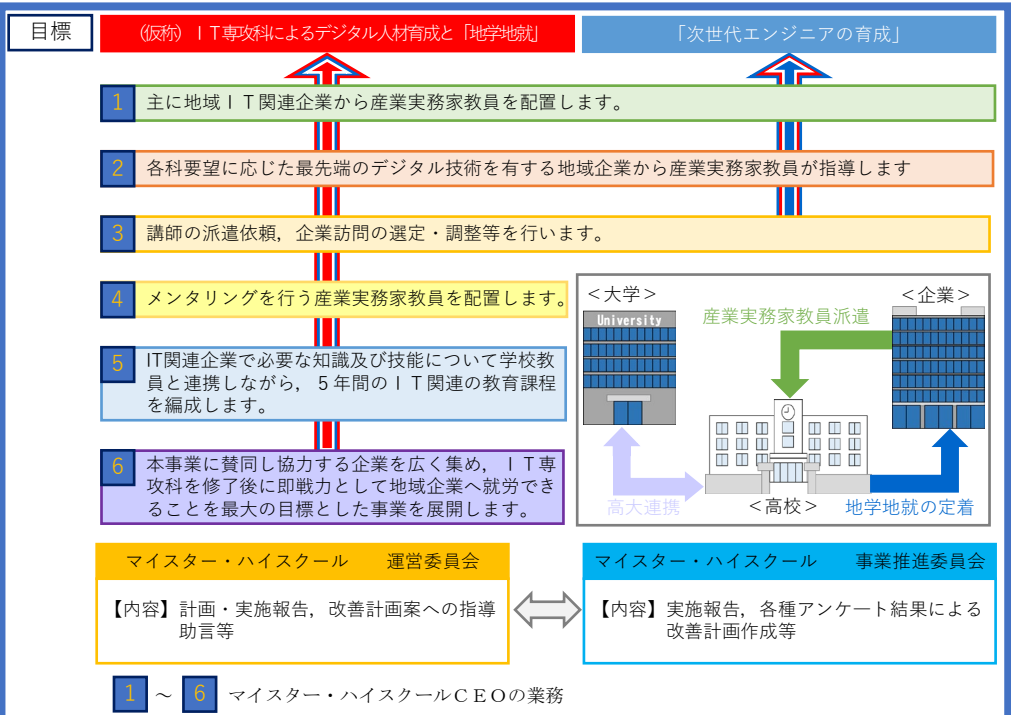 目標
(仮称) ＩＴ専攻科によるデジタル人材育成と「地学地就」
「次世代エンジニアの育成」
1 主に地域ＩＴ関連企業から産業実務家教員を配置します。
2 各科要望に応じた最先端のデジタル技術を有する地域企業から産業実務家教員が指導します
3 講師の派遣依頼，企業訪問の選定・調整等を行います。
4 メンタリングを行う産業実務家教員を配置します。
5 IT関連企業で必要な知識及び技能について学校教
員と連携しながら，５年間のＩＴ関連の教育課程
を編成します。
6 本事業に賛同し協力する企業を広く集め，ＩＴ専
攻科を修了後に即戦力として地域企業へ就労でき
ることを最大の目標とした事業を展開します。
＜大学＞
＜企業＞
University
産業実務家教員派遣
高大連携
＜高校＞
地学地就の定着
マイスター・ハイスクール　運営委員会
【内容】計画・実施報告，改善計画案への指導
助言等
マイスター・ハイスクール　事業推進委員会
【内容】実施報告，各種アンケート結果による
改善計画作成等
1 ～ 6 マイスター・ハイスクールＣＥＯの業務